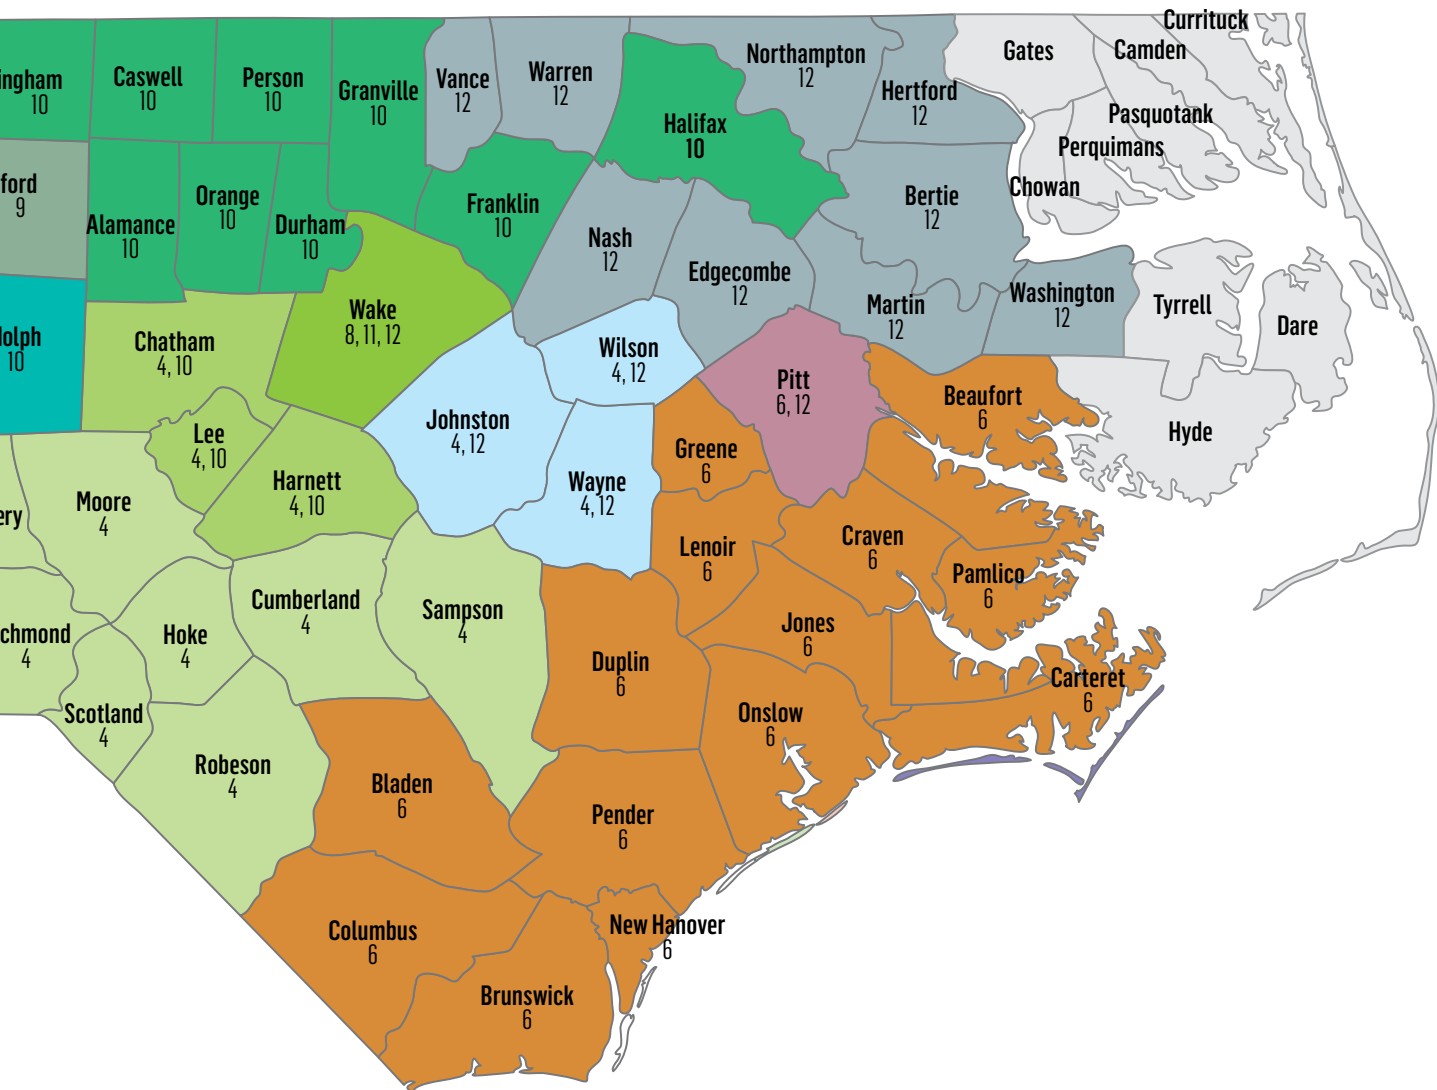 Currituck
Gates
Camden
Northampton
12
ingham
10
Caswell
10
Person
10
Granville
10
Vance
12
Warren
12
Hertford
12
Halifax
10
Pasquotank
Perquimans
Chowan
ford
9
Alamance
10
Orange
10
Durham
10
Franklin
10
Nash
12
Edgecombe
12
Bertie
12
Martin
12
Washington
12
Tyrrell
Dare
olph
10
Chatham
4, 10
Wake
8, 11, 12
Wilson
4, 12
Pitt
6, 12
Beaufort
6
Hyde
Lee
4, 10
Johnston
4, 12
Greene
6
Harnett
4, 10
Wayne
4, 12
ery
Moore
4
Lenoir
6
Craven
6
Pamlico
6
chmond
4
Hoke
4
Cumberland
4
Sampson
4
Jones
6
Duplin
6
Carteret
6
Scotland
4
Onslow
6
Robeson
4
Bladen
6
Pender
6
Columbus
6
New Hanover
6
Brunswick
6